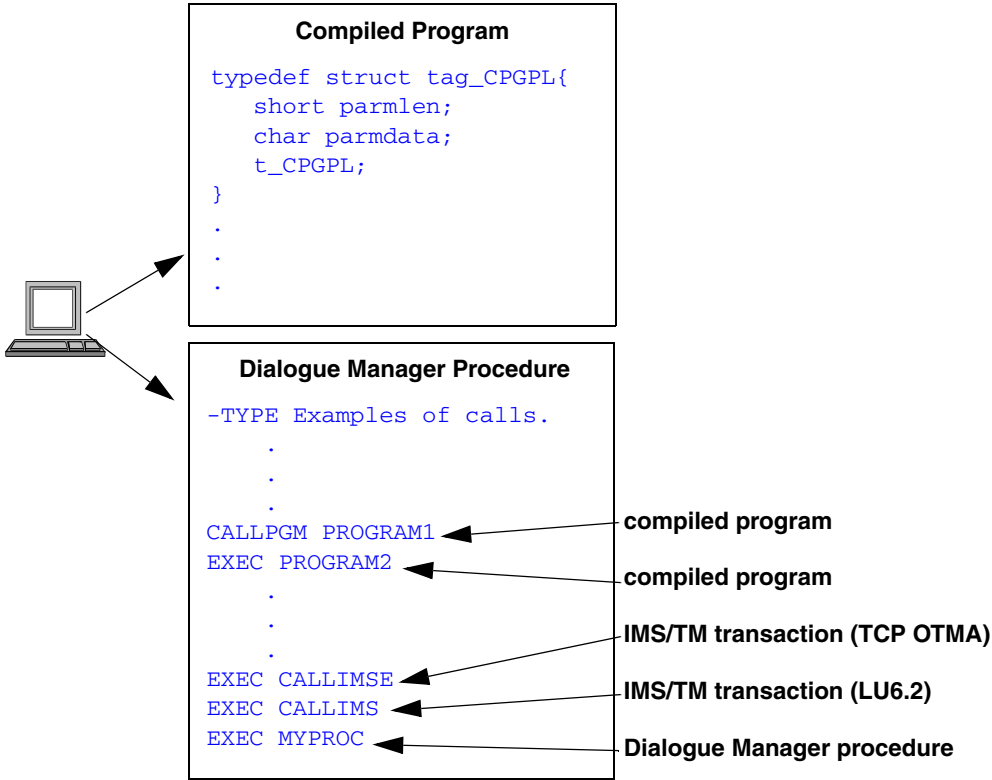 Compiled Program
typedef struct tag_CPGPL{
short parmlen;
char parmdata;
t_CPGPL;
}
.
.
.
Dialogue Manager Procedure
-TYPE Examples of calls.
.
.
.
CALLPGM PROGRAM1
compiled program
EXEC PROGRAM2
compiled program
.
.
.
IMS/TM transaction (TCP OTMA)
EXEC CALLIMSE
IMS/TM transaction (LU6.2)
EXEC CALLIMS
EXEC MYPROC
Dialogue Manager procedure